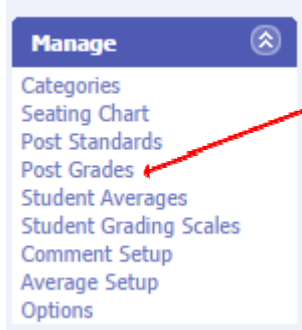 Manage
Categories
Seating Chart
Post Standards
Post Grades
Student Averages
Student Grading Scales
Comment Setup
Average Setup
Options